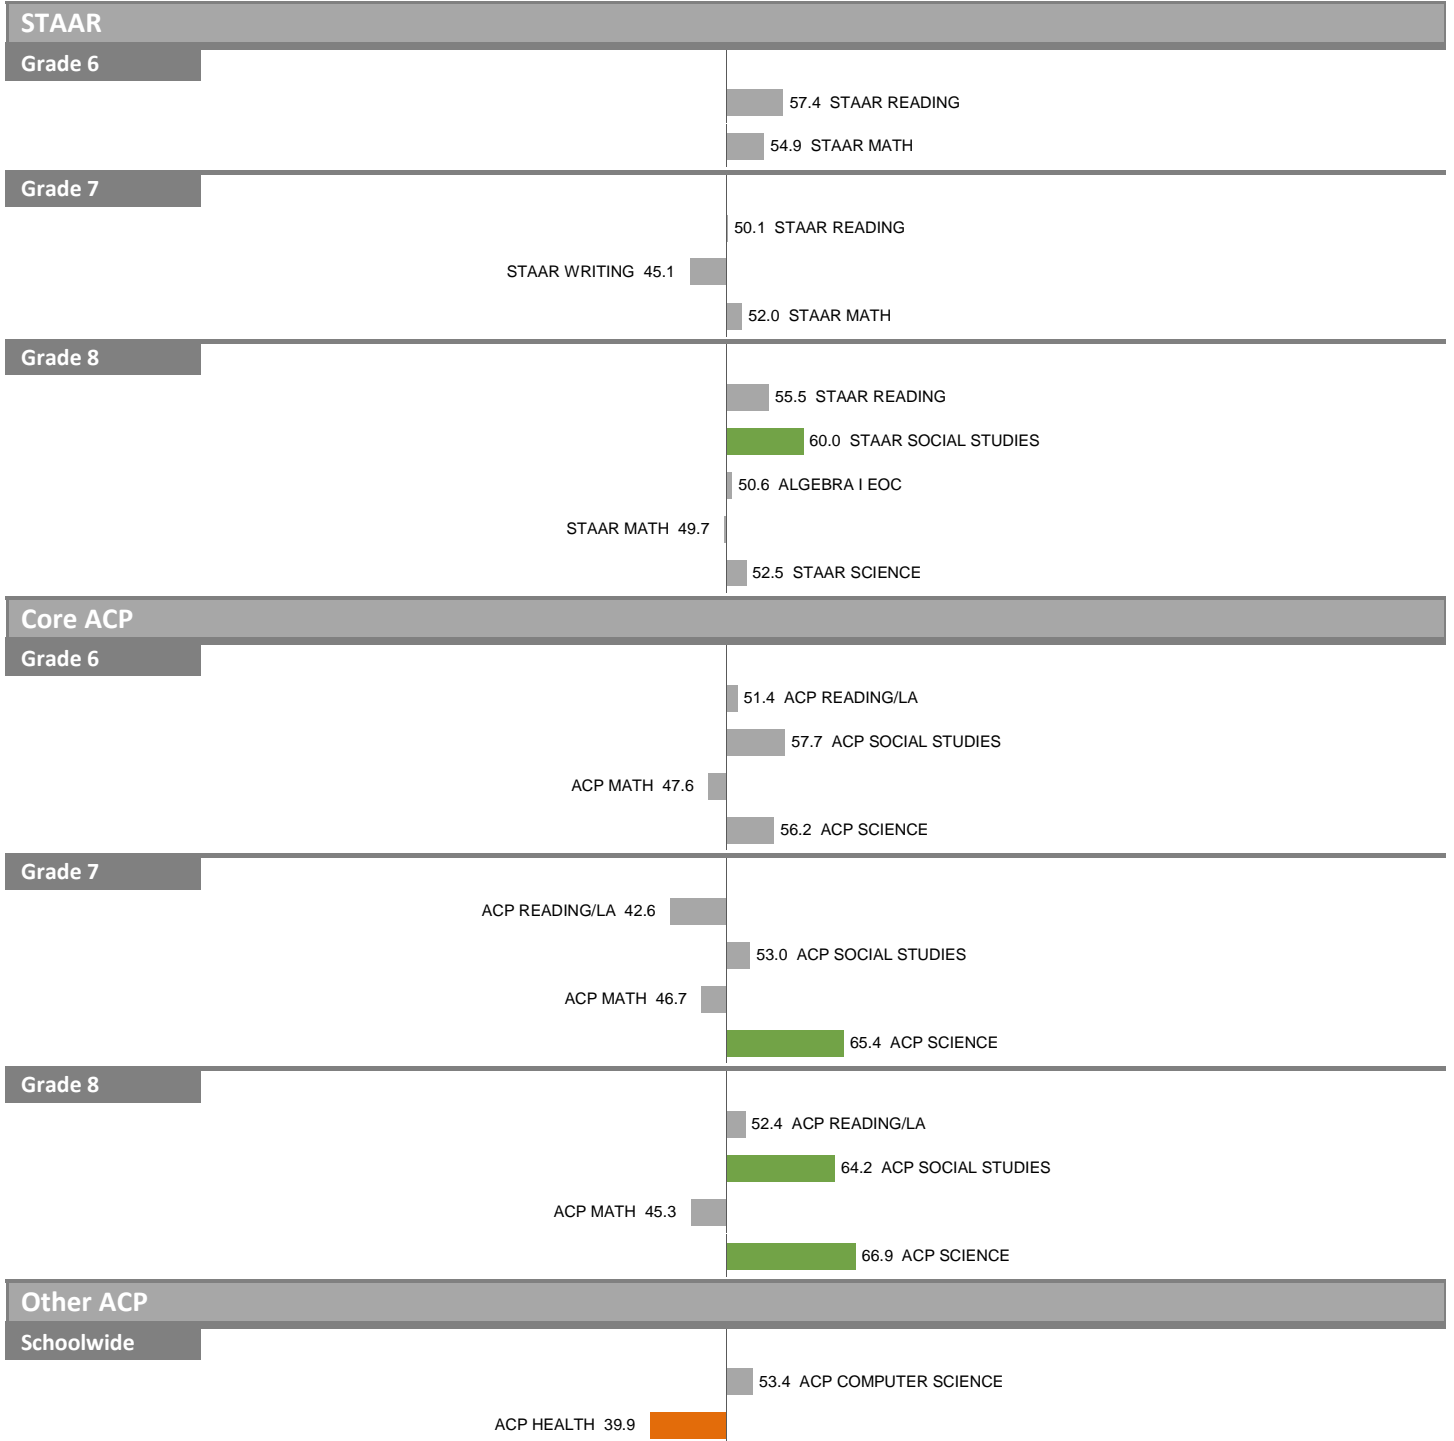 STAAR
Grade 6
57.4 STAAR READING
54.9 STAAR MATH
Grade 7
50.1 STAAR READING
STAAR WRITING 45.1
52.0 STAAR MATH
Grade 8
55.5 STAAR READING
60.0 STAAR SOCIAL STUDIES
50.6 ALGEBRA I EOC
STAAR MATH 49.7
52.5 STAAR SCIENCE
Core ACP
Grade 6
51.4 ACP READING/LA
57.7 ACP SOCIAL STUDIES
ACP MATH 47.6
56.2 ACP SCIENCE
Grade 7
ACP READING/LA 42.6
53.0 ACP SOCIAL STUDIES
ACP MATH 46.7
65.4 ACP SCIENCE
Grade 8
52.4 ACP READING/LA
64.2 ACP SOCIAL STUDIES
ACP MATH 45.3
66.9 ACP SCIENCE
Other ACP
Schoolwide
53.4 ACP COMPUTER SCIENCE
ACP HEALTH 39.9